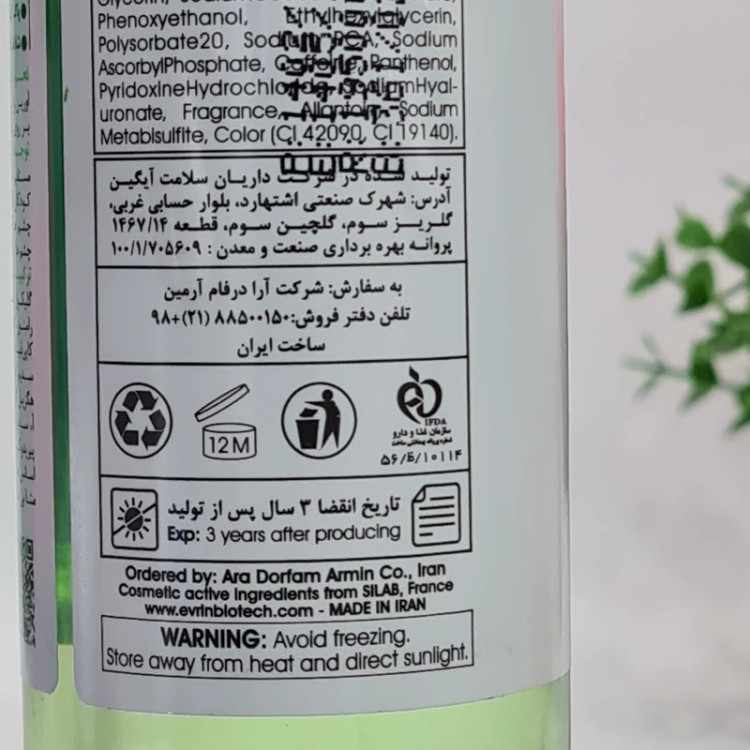 Phenoxyethanol, Ethylhexylglycerin,
Polysorbate20, Sodium PCA, Sodium
AscorbylPhosphate, Caffeine, Panthenol,
PyridoxineHydrochloride, SodiumHyal-
uronate, Fragrance, Allantoin, Sodium
Metabisulfite, Color (CI 42090, CI 19140).
تولید شده در شرکت داریان سلامت آیگین
آدرس: شهرک صنعتی اشتهارد، بلوار حسابی غربی،
گلریز سوم، گلچین سوم، قطعه ۱۴۶۷/۱۴
پروانه بهره برداری صنعت و معدن : ۱۰۰/۱/۷۰۵۶۰۹
به سفارش: شرکت آرا درفام آرمین
تلفن دفتر فروش: ۸۸۵۰۰۱۵۰ (۲۱) ۹۸+
ساخت ایران
12M
IFDA
سازمان غذا و دارو
شماره پروانه بهداشتی ساخت
۵۶/ظ/۱۰۱۱۴
تاریخ انقضا ۳ سال پس از تولید
Exp: 3 years after producing
Ordered by: Ara Dorfam Armin Co., Iran
Cosmetic active ingredients from SILAB, France
www.evrinbiotech.com - MADE IN IRAN
WARNING: Avoid freezing.
Store away from heat and direct sunlight.